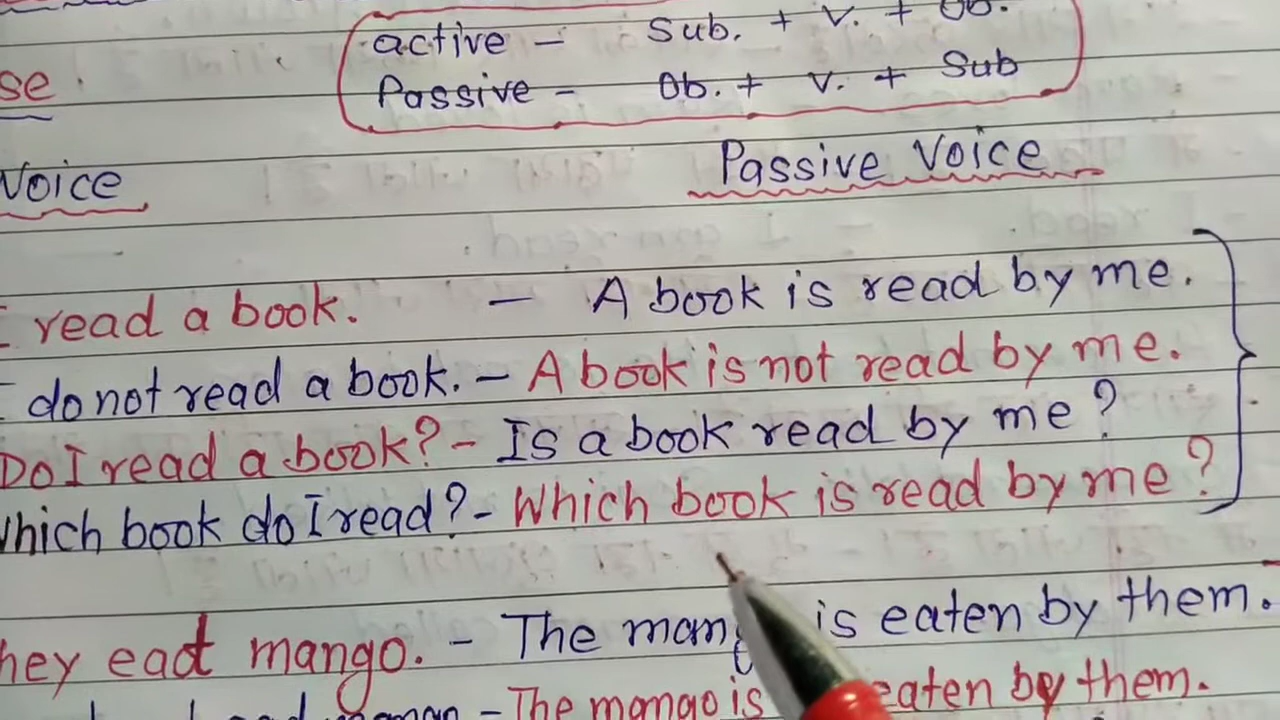 active - Sub. + V. + Ob.
se
Passive - Ob. + V. + Sub
Voice
Passive Voice
read a book. - A book is read by me.
do not read a book. - A book is not read by me.
Do I read a book? - Is a book read by me?
Which book do I read? - Which book is read by me?
hey eat mango. - The mang is eaten by them.
- The mango is eaten by them.